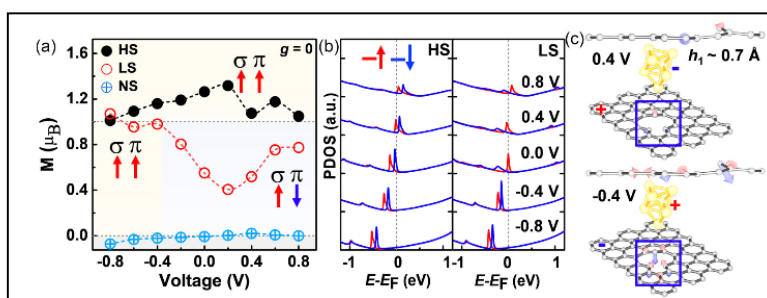 (a)
HS
LS
NS
g = 0
σ π
σ π
σ π
M (μB)
1.6
1.2
0.8
0.4
0.0
-0.8 -0.4 0.0 0.4 0.8
Voltage (V)
(b)
HS
LS
0.8 V
0.4 V
0.0 V
-0.4 V
-0.8 V
PDOS (a.u.)
-1 0 1 -1 0 1
E-EF (eV) E-EF (eV)
(c)
0.4 V
h1 ~ 0.7 Å
-
+
-0.4 V
+
-